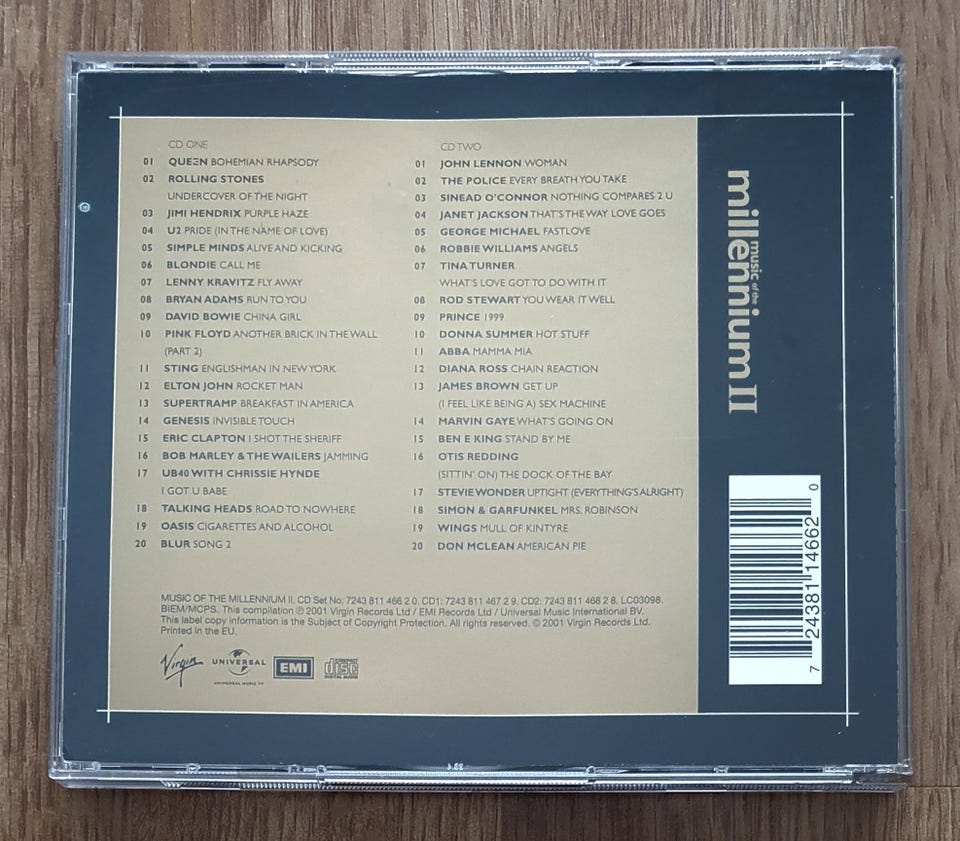 CD ONE
01 QUEEN BOHEMIAN RHAPSODY
02 ROLLING STONES
UNDERCOVER OF THE NIGHT
03 JIMI HENDRIX PURPLE HAZE
04 U2 PRIDE (IN THE NAME OF LOVE)
05 SIMPLE MINDS ALIVE AND KICKING
06 BLONDIE CALL ME
07 LENNY KRAVITZ FLY AWAY
08 BRYAN ADAMS RUN TO YOU
09 DAVID BOWIE CHINA GIRL
10 PINK FLOYD ANOTHER BRICK IN THE WALL
(PART 2)
11 STING ENGLISHMAN IN NEW YORK
12 ELTON JOHN ROCKET MAN
13 SUPERTRAMP BREAKFAST IN AMERICA
14 GENESIS INVISIBLE TOUCH
15 ERIC CLAPTON I SHOT THE SHERIFF
16 BOB MARLEY & THE WAILERS JAMMING
17 UB40 WITH CHRISSIE HYNDE
I GOT U BABE
18 TALKING HEADS ROAD TO NOWHERE
19 OASIS CIGARETTES AND ALCOHOL
20 BLUR SONG 2
CD TWO
01 JOHN LENNON WOMAN
02 THE POLICE EVERY BREATH YOU TAKE
03 SINEAD O'CONNOR NOTHING COMPARES 2 U
04 JANET JACKSON THAT'S THE WAY LOVE GOES
05 GEORGE MICHAEL FASTLOVE
06 ROBBIE WILLIAMS ANGELS
07 TINA TURNER
WHAT'S LOVE GOT TO DO WITH IT
08 ROD STEWART YOU WEAR IT WELL
09 PRINCE 1999
10 DONNA SUMMER HOT STUFF
11 ABBA MAMMA MIA
12 DIANA ROSS CHAIN REACTION
13 JAMES BROWN GET UP
(I FEEL LIKE BEING A) SEX MACHINE
14 MARVIN GAYE WHAT'S GOING ON
15 BEN E KING STAND BY ME
16 OTIS REDDING
(SITTIN' ON) THE DOCK OF THE BAY
17 STEVIE WONDER UPTIGHT (EVERYTHING'S ALRIGHT)
18 SIMON & GARFUNKEL MRS. ROBINSON
19 WINGS MULL OF KINTYRE
20 DON MCLEAN AMERICAN PIE
MUSIC OF THE MILLENNIUM II. CD Set No: 7243 811 466 2 0. CD1: 7243 811 467 2 9. CD2: 7243 811 468 2 8. LC03098.
BIEM/MCPS. This compilation ℗ 2001 Virgin Records Ltd / EMI Records Ltd / Universal Music International BV.
This label copy information is the Subject of Copyright Protection. All rights reserved. © 2001 Virgin Records Ltd.
Printed in the EU.
Virgin
UNIVERSAL
UNIVERSAL MUSIC TV
EMI
COMPACT
disc
DIGITAL AUDIO
music of the
millennium II
7 24381 14662 0